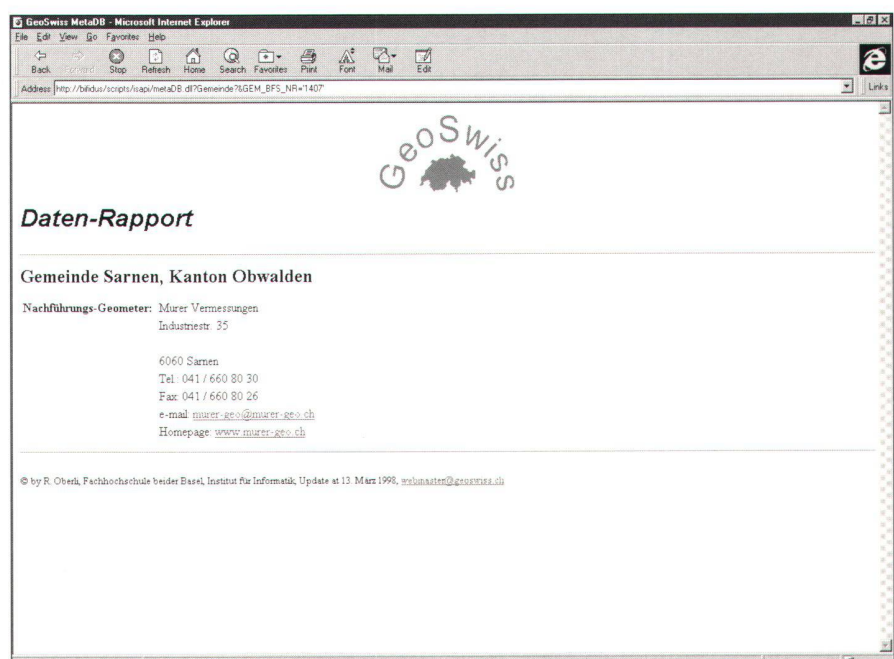 GeoSwiss MetaDB - Microsoft Internet Explorer
File Edit View Go Favorites Help
Back Forward Stop Refresh Home Search Favorites Print Font Mail Edit
Address http://bifidus/scripts/isapi/metaDB.dll?Gemeinde?&GEM_BFS_NR='1407' Links
GeoSwiss
Daten-Rapport
Gemeinde Sarnen, Kanton Obwalden
Nachführungs-Geometer: Murer Vermessungen
Industriestr. 35
6060 Sarnen
Tel.: 041 / 660 80 30
Fax: 041 / 660 80 26
e-mail: murer-geo@murer-geo.ch
Homepage: www.murer-geo.ch
© by R. Oberli, Fachhochschule beider Basel, Institut für Informatik, Update at 13. März 1998, webmaster@geoswiss.ch